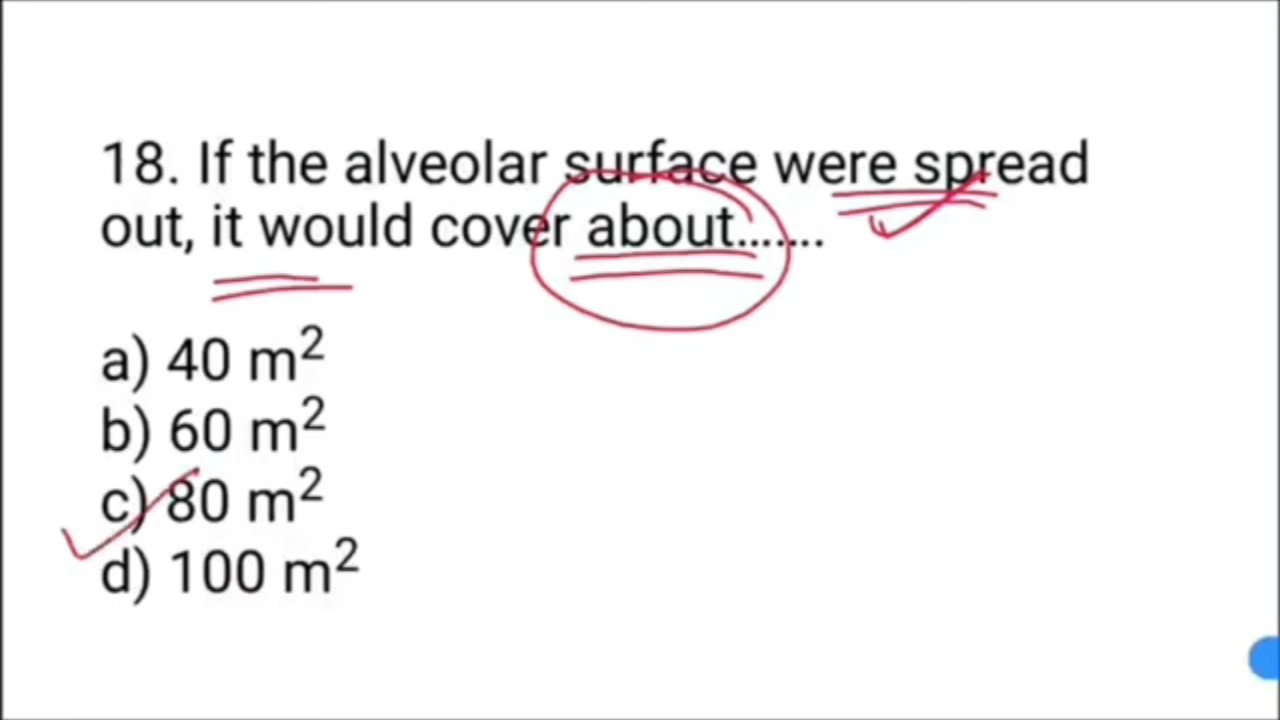 18. If the alveolar surface were spread
out, it would cover about.......
a) 40 m²
b) 60 m²
c) 80 m²
d) 100 m²